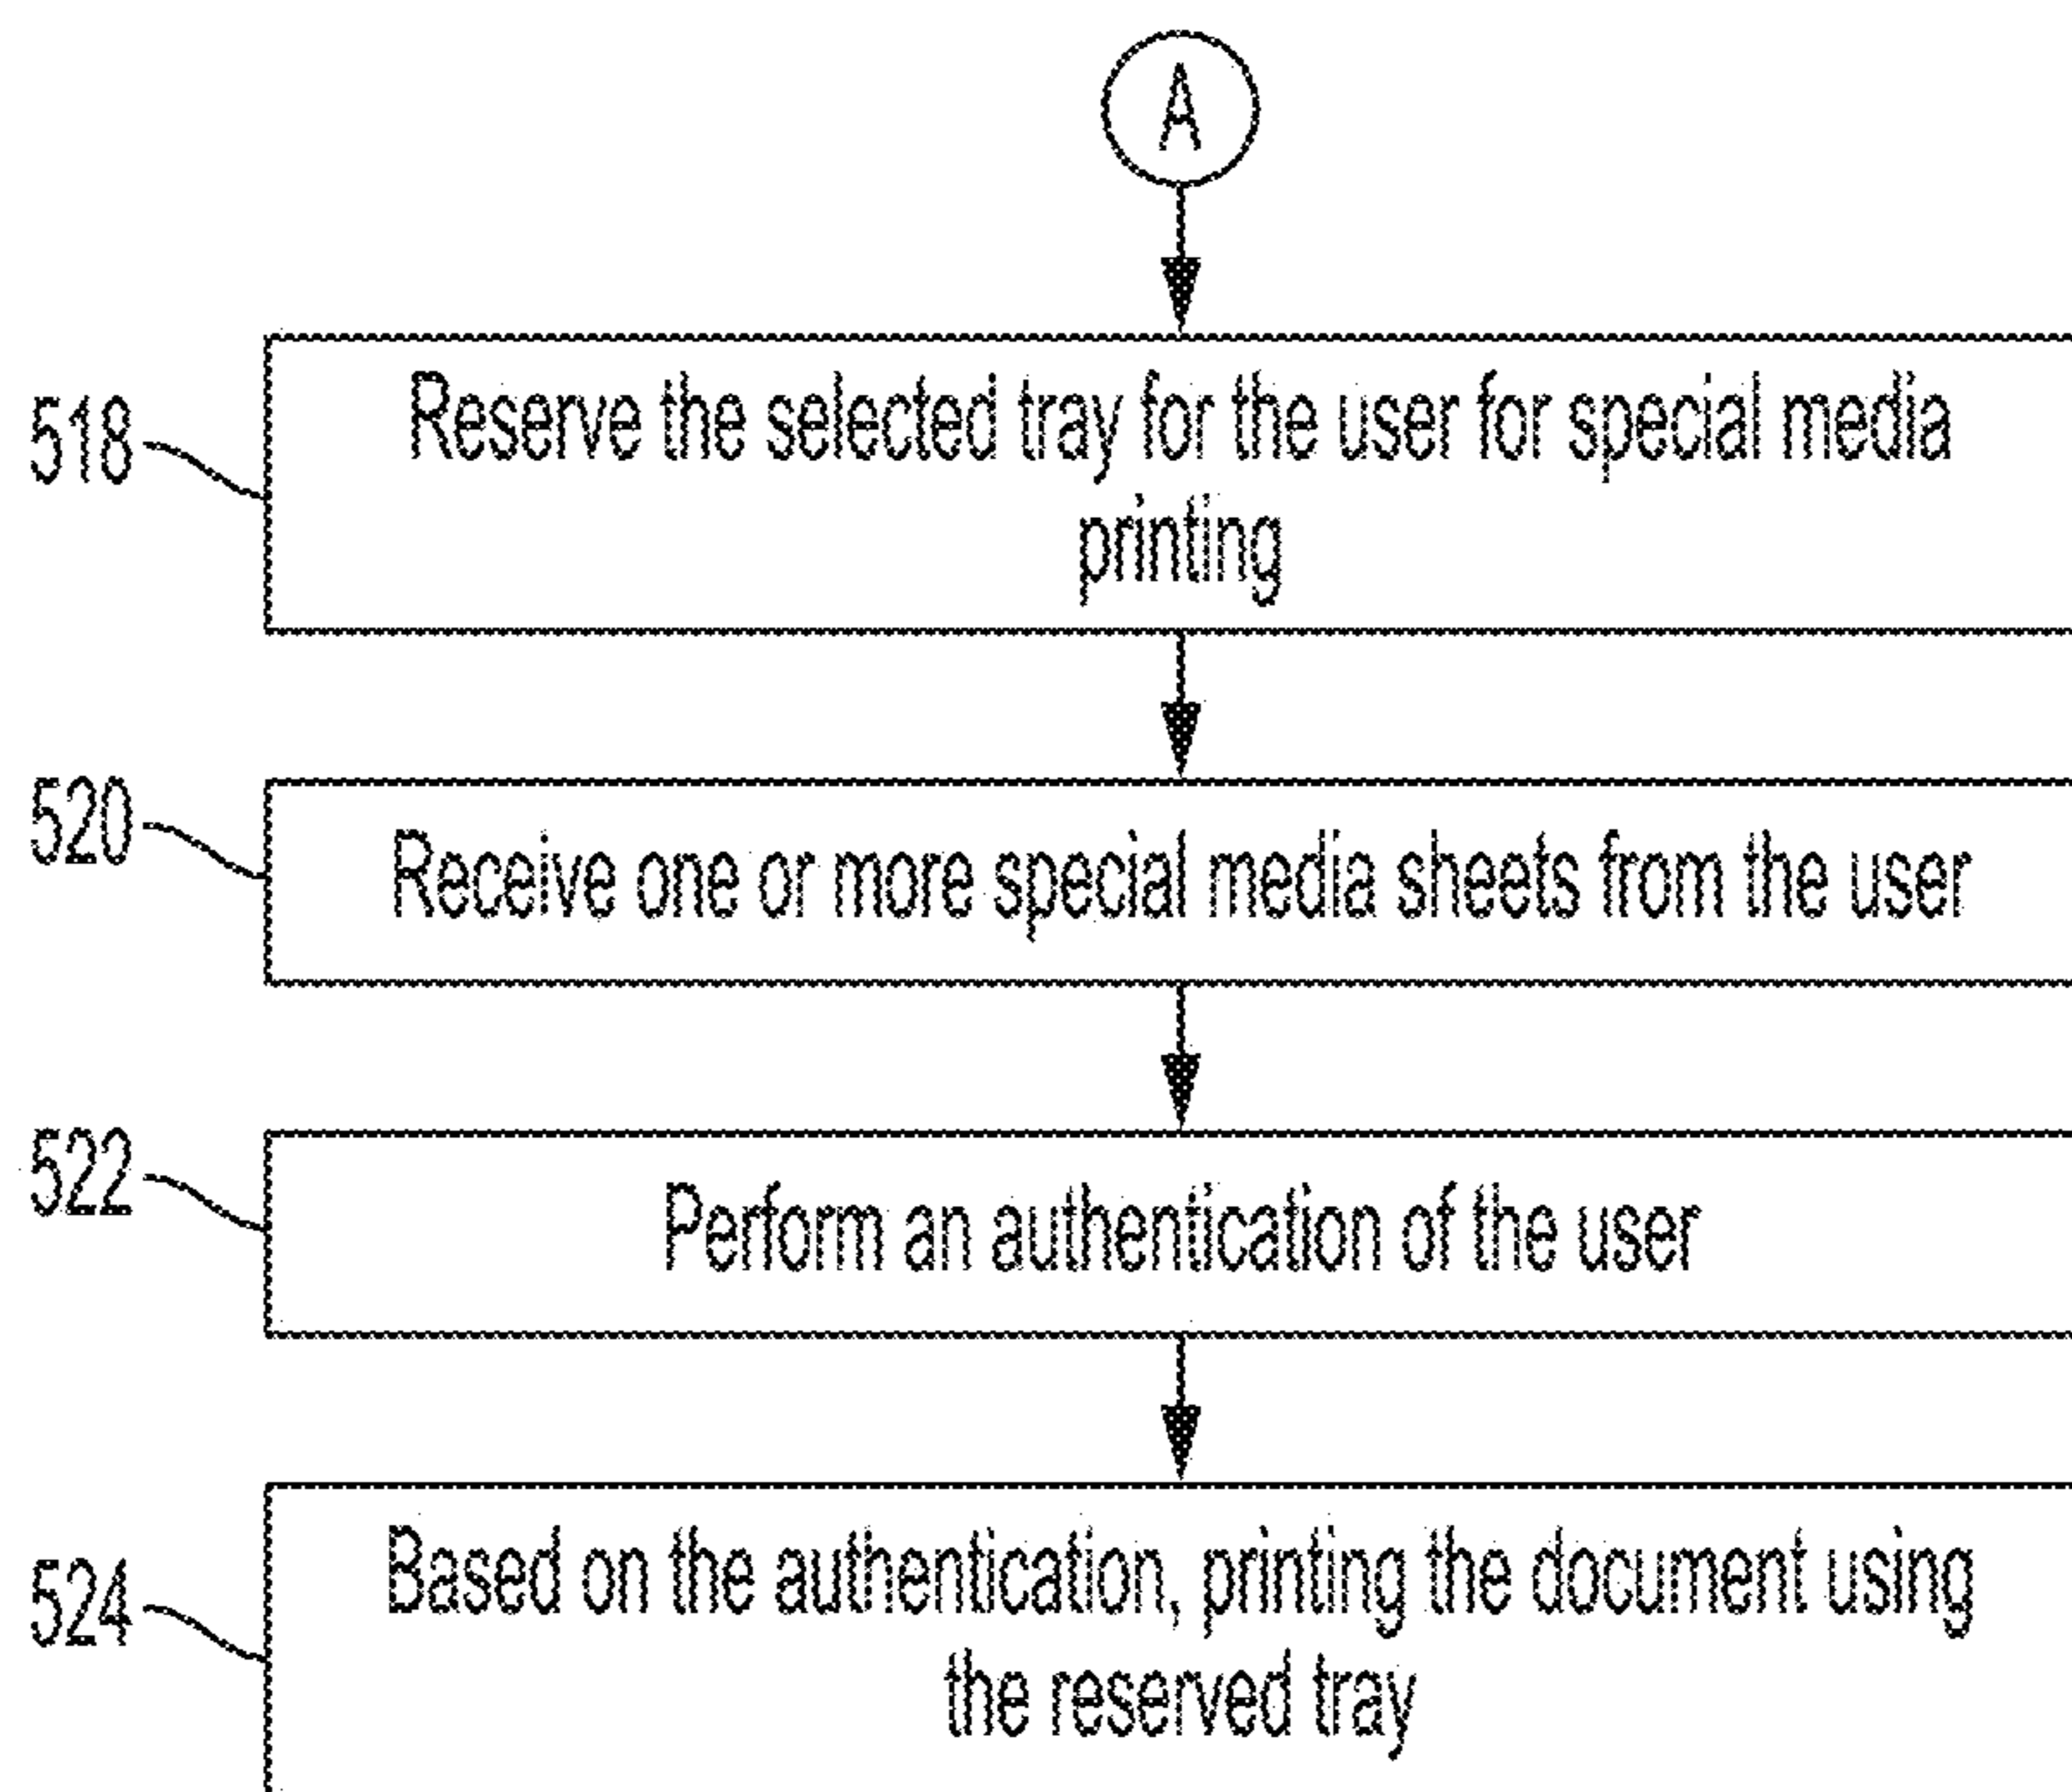 A
518
Reserve the selected tray for the user for special media
printing
520
Receive one or more special media sheets from the user
522
Perform an authentication of the user
524
Based on the authentication, printing the document using
the reserved tray